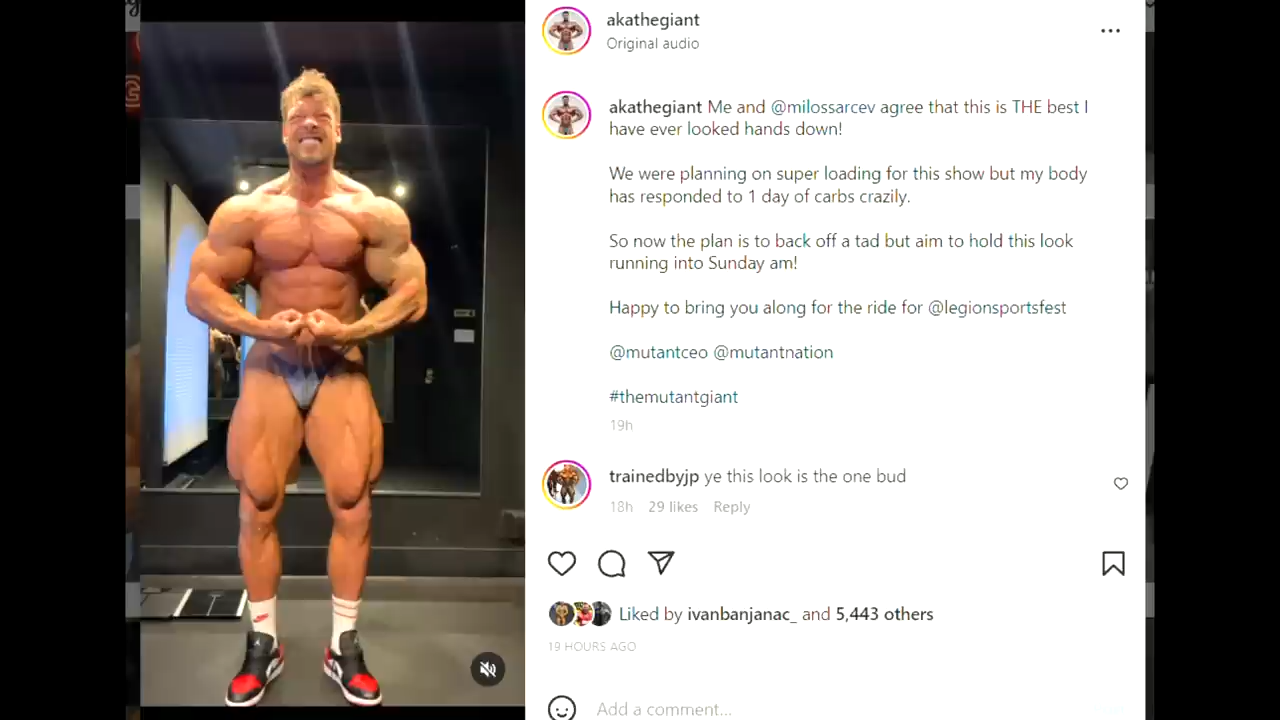 akathegiant
Original audio
akathegiant Me and @milossarcev agree that this is THE best I
have ever looked hands down!
We were planning on super loading for this show but my body
has responded to 1 day of carbs crazily.
So now the plan is to back off a tad but aim to hold this look
running into Sunday am!
Happy to bring you along for the ride for @legionsportsfest
@mutantceo @mutantnation
#themutantgiant
19h
trainedbyjp ye this look is the one bud
18h 29 likes Reply
Liked by ivanbanjanac_ and 5,443 others
19 HOURS AGO
Add a comment...